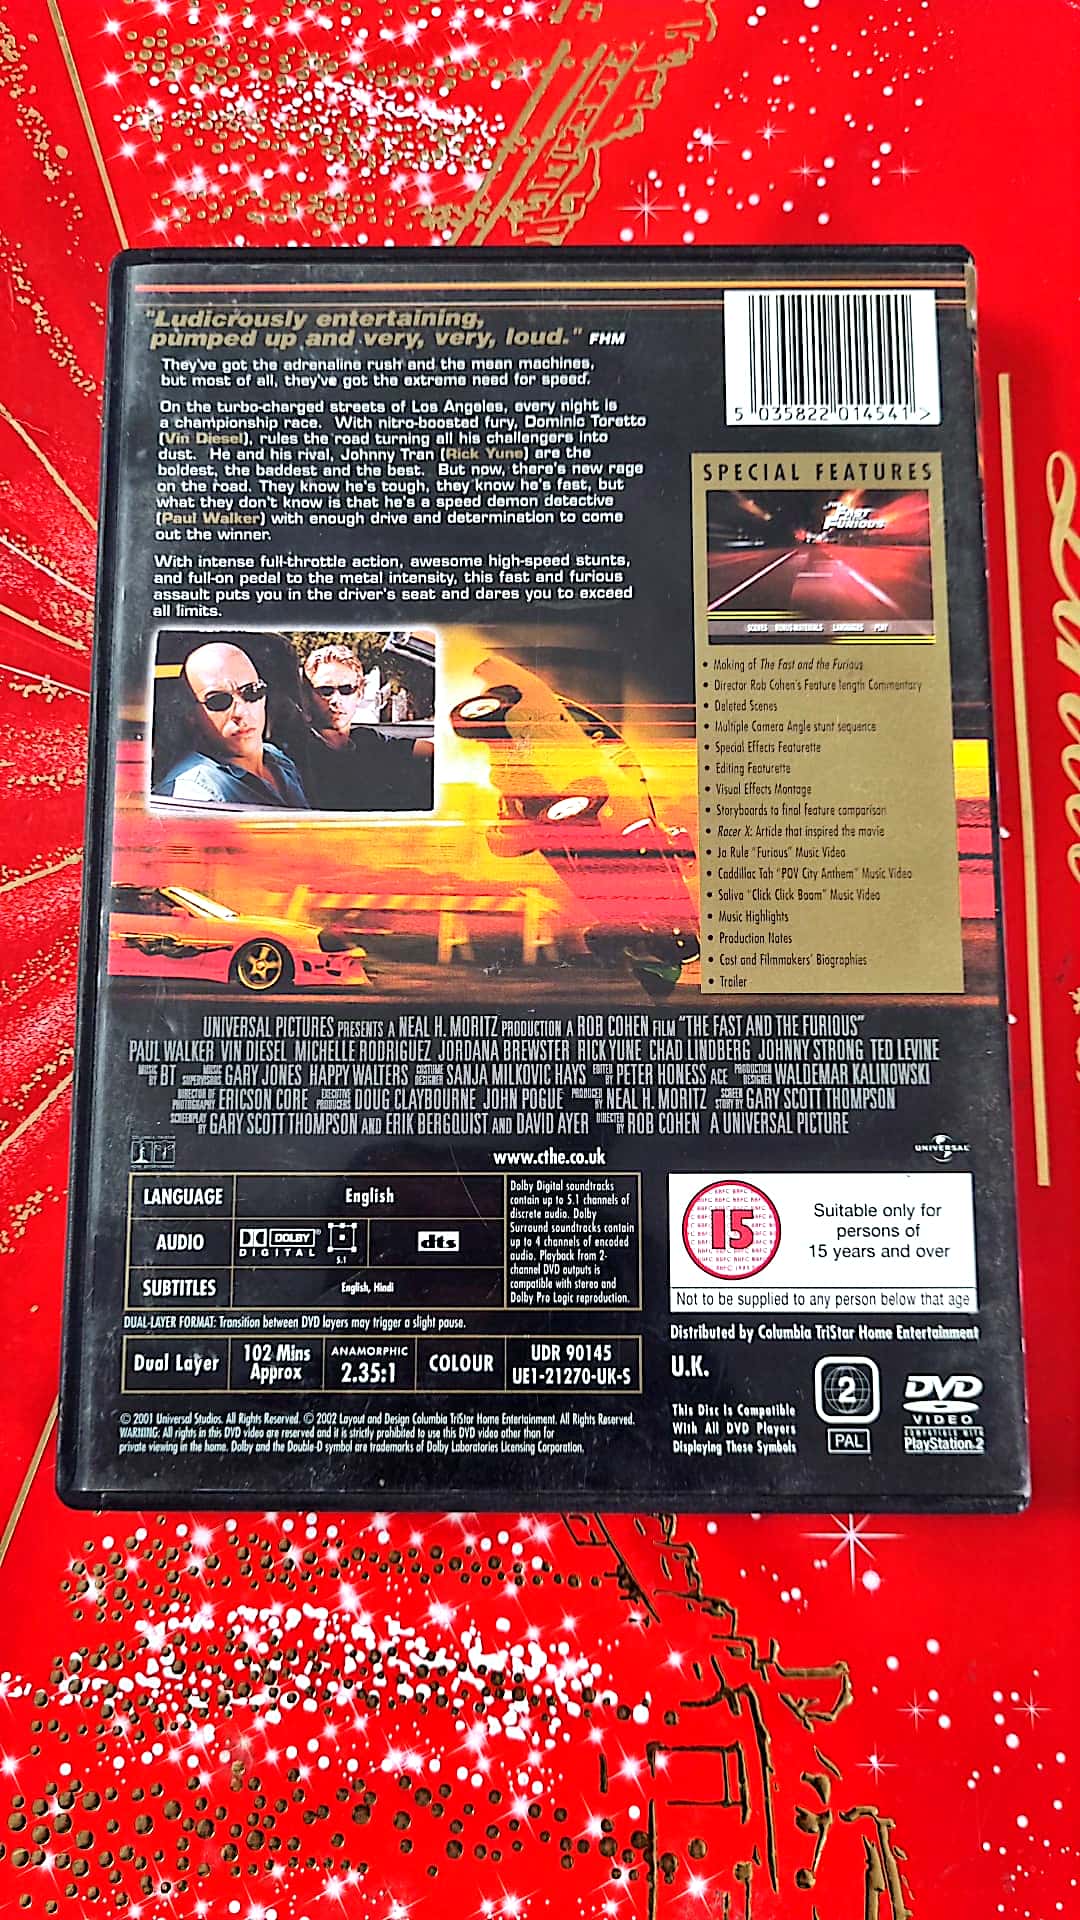 "Ludicrously entertaining,
pumped up and very, very, loud." FHM
They've got the adrenaline rush and the mean machines,
but most of all, they've got the extreme need for speed.
On the turbo-charged streets of Los Angeles, every night is
a championship race. With nitro-boosted fury, Dominic Toretto
(Vin Diesel), rules the road turning all his challengers into
dust. He and his rival, Johnny Tran (Rick Yune) are the
boldest, the baddest and the best. But now, there's new rage
on the road. They know he's tough, they know he's fast, but
what they don't know is that he's a speed demon detective
(Paul Walker) with enough drive and determination to come
out the winner.
With intense full-throttle action, awesome high-speed stunts,
and full-on pedal to the metal intensity, this fast and furious
assault puts you in the driver's seat and dares you to exceed
all limits.
5 035822 014541 >
SPECIAL FEATURES
THE FAST AND THE FURIOUS
SCENES BONUS MATERIALS LANGUAGES PLAY
• Making of The Fast and the Furious
• Director Rob Cohen's Feature length Commentary
• Deleted Scenes
• Multiple Camera Angle stunt sequence
• Special Effects Featurette
• Editing Featurette
• Visual Effects Montage
• Storyboards to final feature comparison
• Racer X: Article that inspired the movie
• Ja Rule "Furious" Music Video
• Caddillac Tah "POV City Anthem" Music Video
• Saliva "Click Click Boom" Music Video
• Music Highlights
• Production Notes
• Cast and Filmmakers' Biographies
• Trailer
UNIVERSAL PICTURES PRESENTS A NEAL H. MORITZ PRODUCTION A ROB COHEN FILM "THE FAST AND THE FURIOUS"
PAUL WALKER VIN DIESEL MICHELLE RODRIGUEZ JORDANA BREWSTER RICK YUNE CHAD LINDBERG JOHNNY STRONG TED LEVINE
MUSIC BY BT MUSIC SUPERVISORS GARY JONES HAPPY WALTERS COSTUME DESIGNER SANJA MILKOVIC HAYS EDITED BY PETER HONESS ACE PRODUCTION DESIGNER WALDEMAR KALINOWSKI
DIRECTOR OF PHOTOGRAPHY ERICSON CORE EXECUTIVE PRODUCERS DOUG CLAYBOURNE JOHN POGUE PRODUCED BY NEAL H. MORITZ SCREEN STORY BY GARY SCOTT THOMPSON
SCREENPLAY BY GARY SCOTT THOMPSON AND ERIK BERGQUIST AND DAVID AYER DIRECTED BY ROB COHEN A UNIVERSAL PICTURE
www.cthe.co.uk
UNIVERSAL
LANGUAGE English
AUDIO DOLBY DIGITAL 5.1 dts
SUBTITLES English, Hindi
Dolby Digital soundtracks
contain up to 5.1 channels of
discrete audio. Dolby
Surround soundtracks contain
up to 4 channels of encoded
audio. Playback from 2-
channel DVD outputs is
compatible with stereo and
Dolby Pro Logic reproduction.
DUAL-LAYER FORMAT: Transition between DVD layers may trigger a slight pause.
Dual Layer
102 Mins
Approx
ANAMORPHIC
2.35:1
COLOUR
UDR 90145
UE1-21270-UK-S
© 2001 Universal Studios. All Rights Reserved. © 2002 Layout and Design Columbia TriStar Home Entertainment. All Rights Reserved.
WARNING: All rights in this DVD video are reserved and it is strictly prohibited to use this DVD video other than for
private viewing in the home. Dolby and the Double-D symbol are trademarks of Dolby Laboratories Licensing Corporation.
15
Suitable only for
persons of
15 years and over
Not to be supplied to any person below that age
Distributed by Columbia TriStar Home Entertainment
U.K.
This Disc Is Compatible
With All DVD Players
Displaying These Symbols
2
PAL
DVD
VIDEO
COMPATIBLE WITH
PlayStation.2